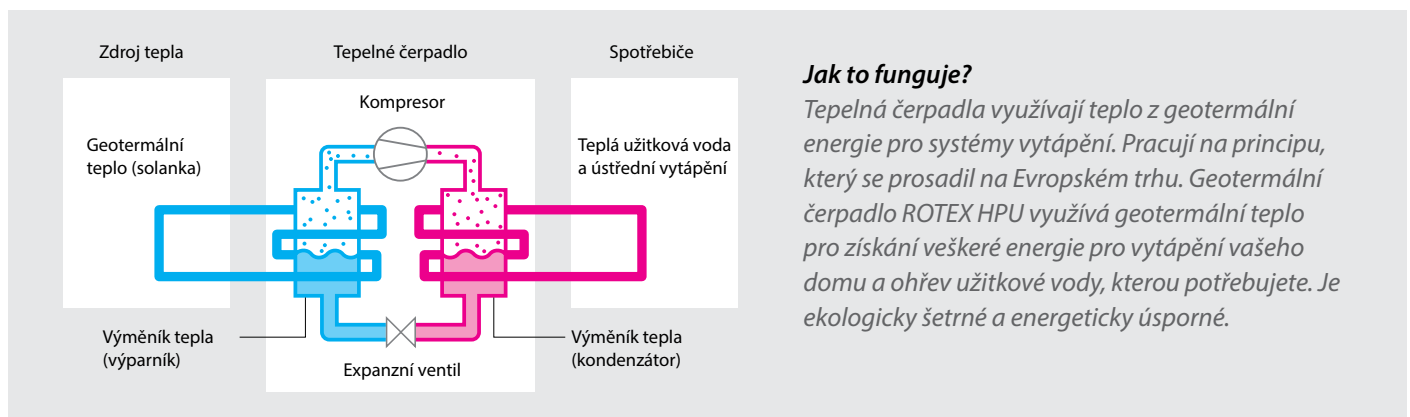 Zdroj tepla
Tepelné čerpadlo
Spotřebiče
Kompresor
Geotermální
teplo (solanka)
Teplá užitková voda
a ústřední vytápění
Výměník tepla
(výparník)
Výměník tepla
(kondenzátor)
Expanzní ventil
Jak to funguje?
Tepelná čerpadla využívají teplo z geotermální
energie pro systémy vytápění. Pracují na principu,
který se prosadil na Evropském trhu. Geotermální
čerpadlo ROTEX HPU využívá geotermální teplo
pro získání veškeré energie pro vytápění vašeho
domu a ohřev užitkové vody, kterou potřebujete. Je
ekologicky šetrné a energeticky úsporné.